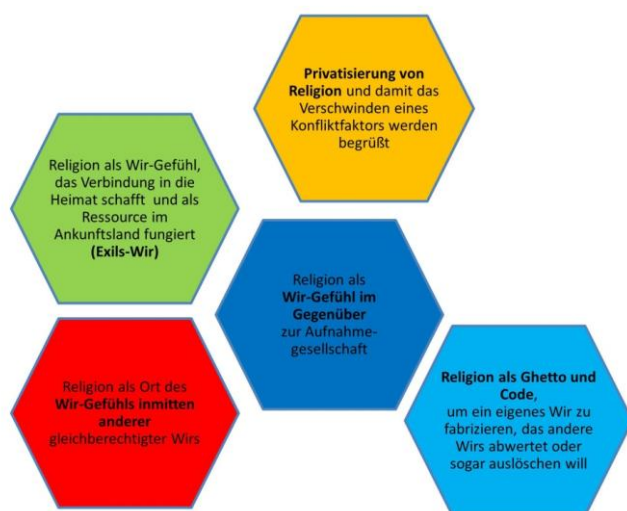 Privatisierung von
Religion und damit das
Verschwinden eines
Konfliktfaktors werden
begrüßt
Religion als Wir-Gefühl,
das Verbindung in die
Heimat schafft und als
Ressource im
Ankunftsland fungiert
(Exils-Wir)
Religion als
Wir-Gefühl im
Gegenüber
zur Aufnahme-
gesellschaft
Religion als Ort des
Wir-Gefühls inmitten
anderer
gleichberechtigter Wirs
Religion als Ghetto und
Code,
um ein eigenes Wir zu
fabrizieren, das andere
Wirs abwertet oder
sogar auslöschen will